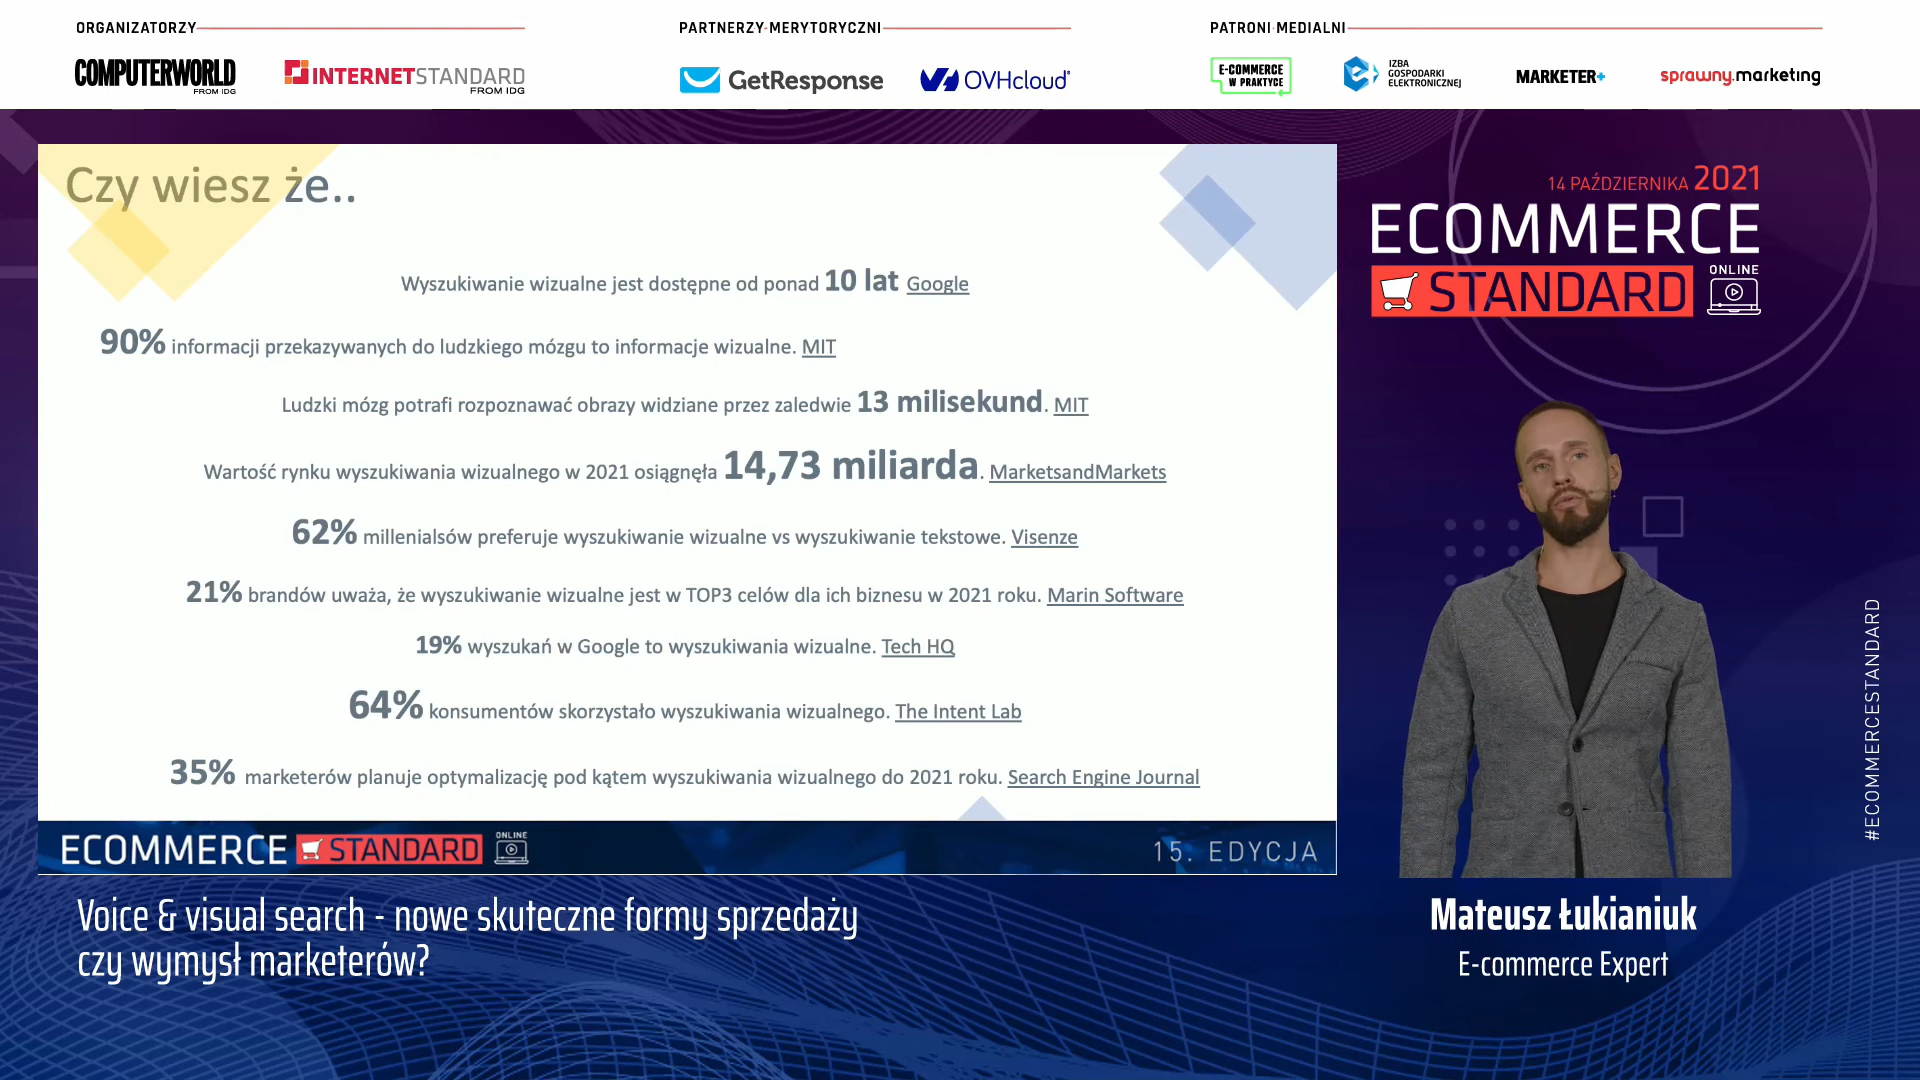 ORGANIZATORZY
COMPUTERWORLD
FROM IDG
INTERNETSTANDARD
FROM IDG
PARTNERZY MERYTORYCZNI
GetResponse
OVHcloud
PATRONI MEDIALNI
E-COMMERCE
W PRAKTYCE
IZBA
GOSPODARKI
ELEKTRONICZNEJ
MARKETER+
sprawny.marketing
Czy wiesz że..
Wyszukiwanie wizualne jest dostępne od ponad 10 lat Google
90% informacji przekazywanych do ludzkiego mózgu to informacje wizualne. MIT
Ludzki mózg potrafi rozpoznawać obrazy widziane przez zaledwie 13 milisekund. MIT
Wartość rynku wyszukiwania wizualnego w 2021 osiągnęła 14,73 miliarda. MarketsandMarkets
62% millenialsów preferuje wyszukiwanie wizualne vs wyszukiwanie tekstowe. Visenze
21% brandów uważa, że wyszukiwanie wizualne jest w TOP3 celów dla ich biznesu w 2021 roku. Marin Software
19% wyszukań w Google to wyszukiwania wizualne. Tech HQ
64% konsumentów skorzystało wyszukiwania wizualnego. The Intent Lab
35% marketerów planuje optymalizację pod kątem wyszukiwania wizualnego do 2021 roku. Search Engine Journal
ECOMMERCE STANDARD ONLINE
15. EDYCJA
14 PAŹDZIERNIKA 2021
ECOMMERCE
STANDARD
ONLINE
#ECOMMERCESTANDARD
Voice & visual search - nowe skuteczne formy sprzedaży
czy wymysł marketerów?
Mateusz Łukianiuk
E-commerce Expert